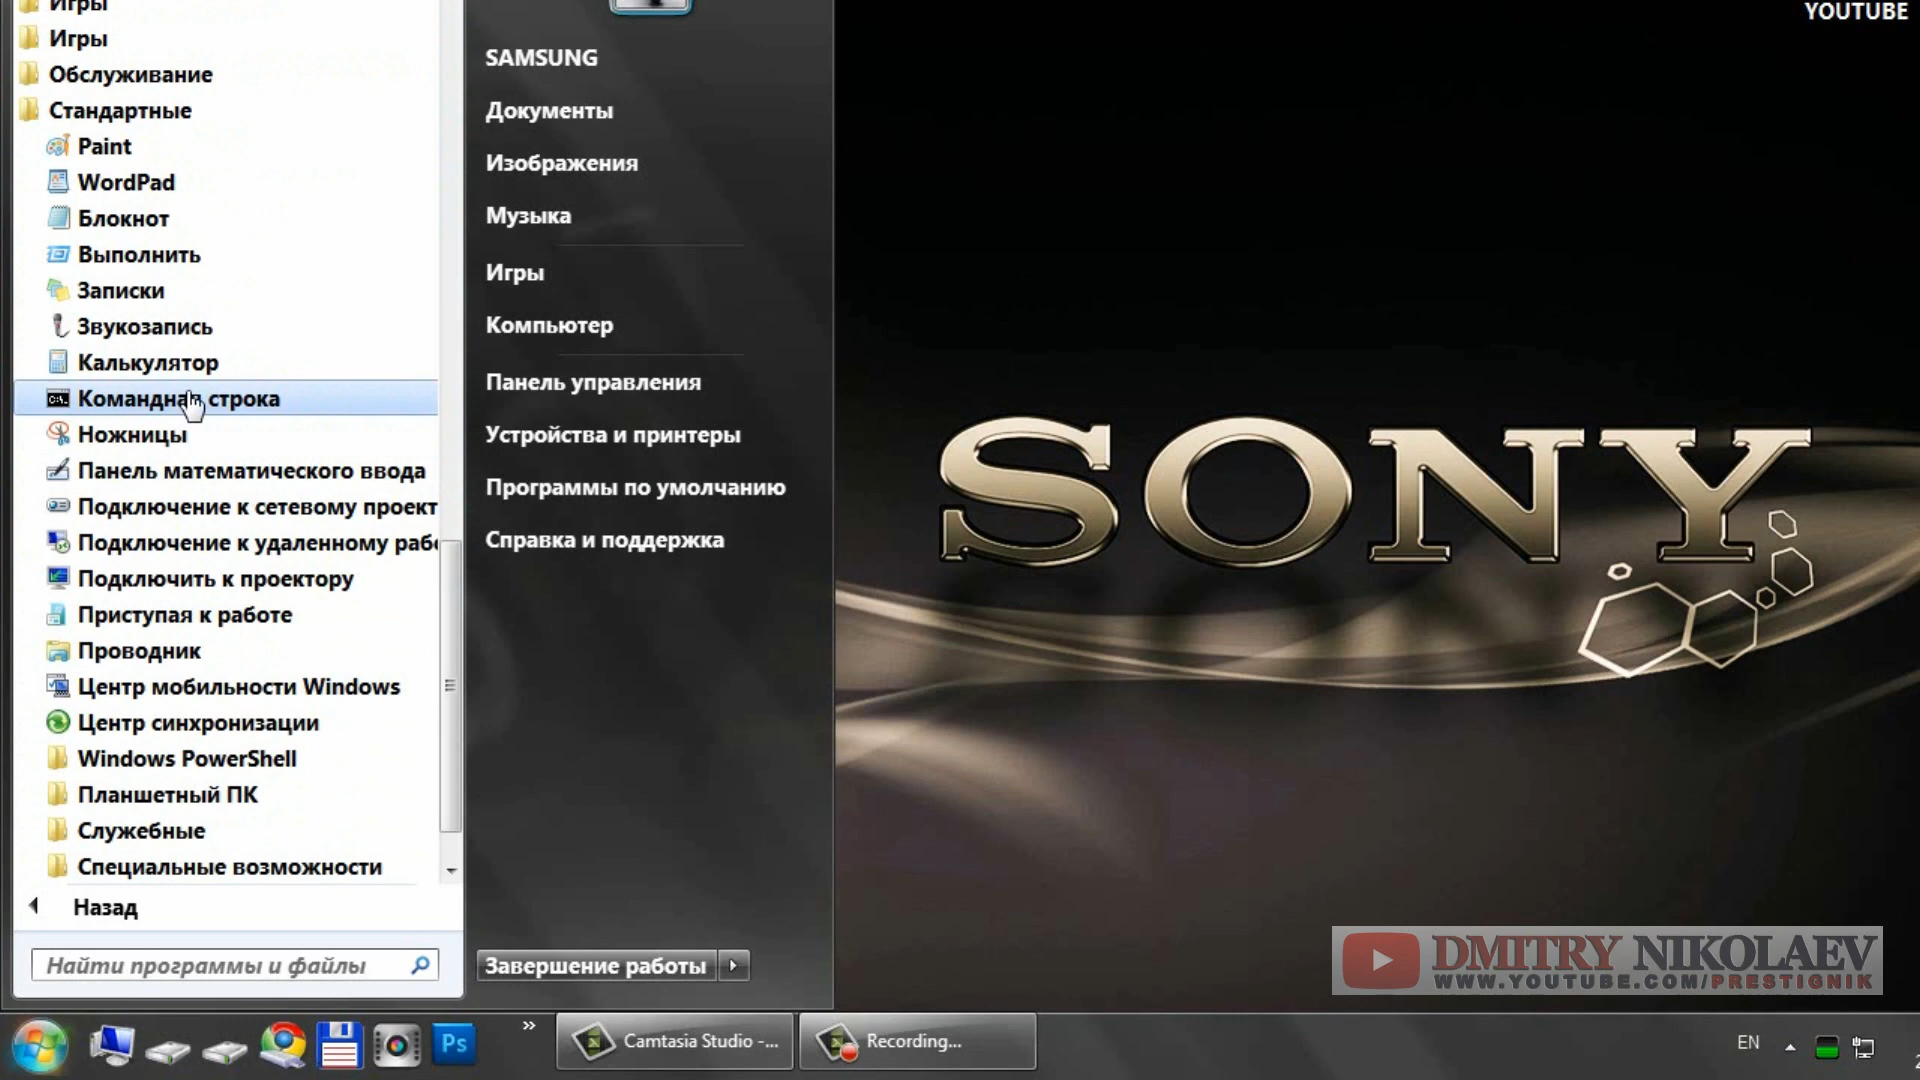 Игры
Игры
Обслуживание
Стандартные
Paint
WordPad
Блокнот
Выполнить
Записки
Звукозапись
Калькулятор
Командная строка
Ножницы
Панель математического ввода
Подключение к сетевому проект
Подключение к удаленному рабо
Подключить к проектору
Приступая к работе
Проводник
Центр мобильности Windows
Центр синхронизации
Windows PowerShell
Планшетный ПК
Служебные
Специальные возможности
Назад
Найти программы и файлы
SAMSUNG
Документы
Изображения
Музыка
Игры
Компьютер
Панель управления
Устройства и принтеры
Программы по умолчанию
Справка и поддержка
Завершение работы
YOUTUBE
SONY
DMITRY NIKOLAEV
WWW.YOUTUBE.COM/PRESTIGNIK
Ps
»
Camtasia Studio -...
Recording...
EN